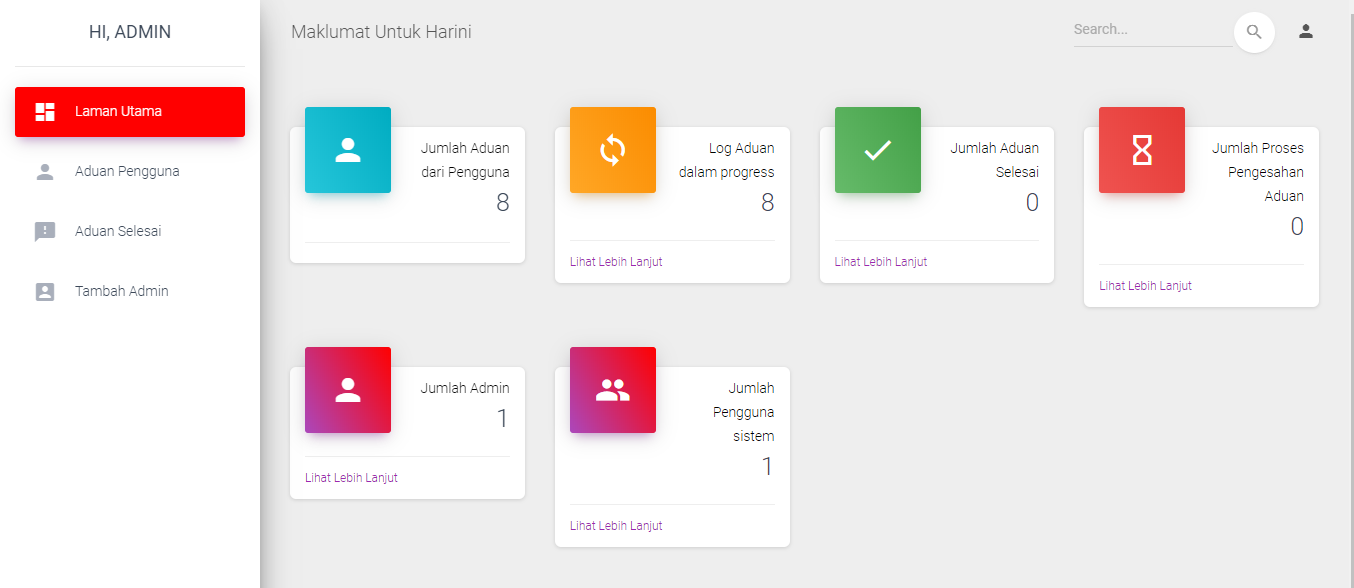 HI, ADMIN
Laman Utama
Aduan Pengguna
Aduan Selesai
Tambah Admin
Maklumat Untuk Harini
Search...
Jumlah Aduan
dari Pengguna
8
Log Aduan
dalam progress
8
Lihat Lebih Lanjut
Jumlah Aduan
Selesai
0
Lihat Lebih Lanjut
Jumlah Proses
Pengesahan
Aduan
0
Lihat Lebih Lanjut
Jumlah Admin
1
Lihat Lebih Lanjut
Jumlah
Pengguna
sistem
1
Lihat Lebih Lanjut